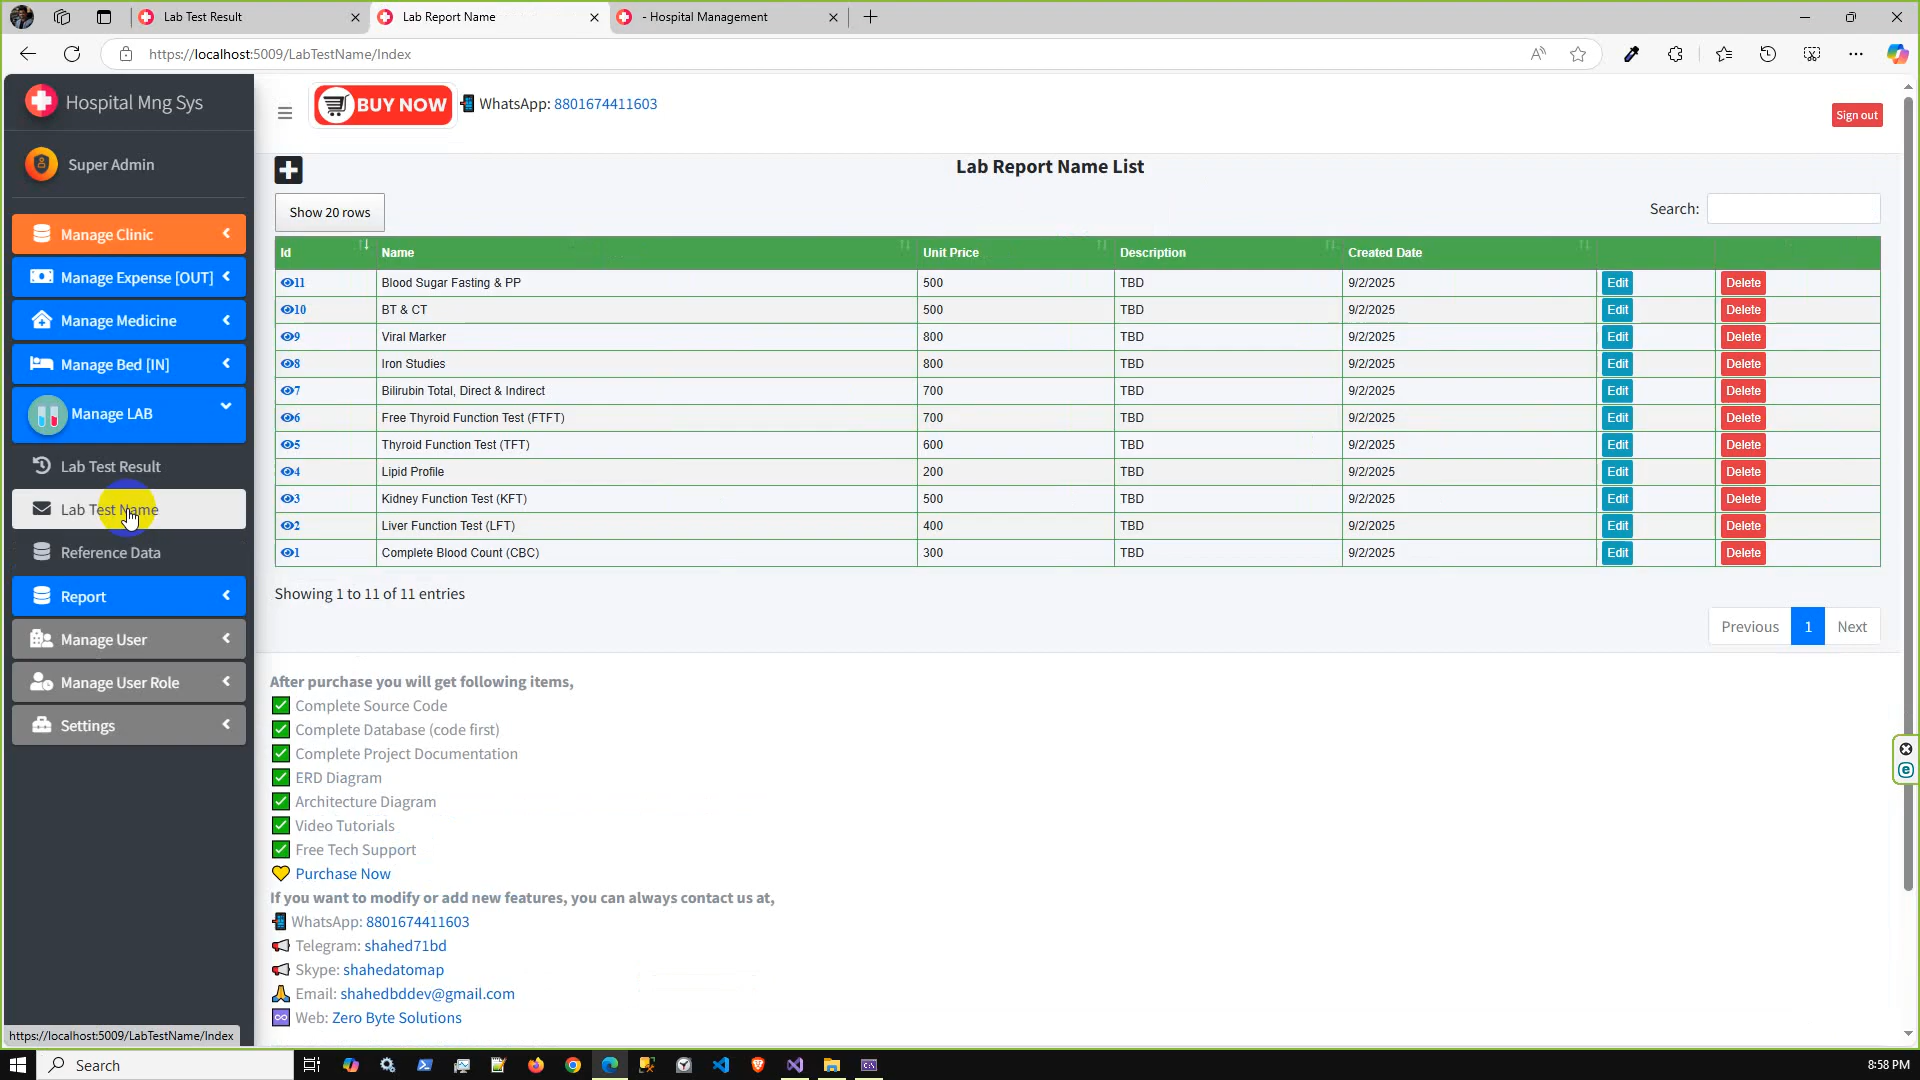 Lab Test Result
Lab Report Name
- Hospital Management
https://localhost:5009/LabTestName/Index
Hospital Mng Sys
BUY NOW
WhatsApp: 8801674411603
Sign out
Super Admin
Manage Clinic
Manage Expense [OUT]
Manage Medicine
Manage Bed [IN]
Manage LAB
Lab Test Result
Lab Test Name
Reference Data
Report
Manage User
Manage User Role
Settings
Lab Report Name List
Show 20 rows
Search:
Id Name Unit Price Description Created Date
11 Blood Sugar Fasting & PP 500 TBD 9/2/2025 Edit Delete
10 BT & CT 500 TBD 9/2/2025 Edit Delete
9 Viral Marker 800 TBD 9/2/2025 Edit Delete
8 Iron Studies 800 TBD 9/2/2025 Edit Delete
7 Bilirubin Total, Direct & Indirect 700 TBD 9/2/2025 Edit Delete
6 Free Thyroid Function Test (FTFT) 700 TBD 9/2/2025 Edit Delete
5 Thyroid Function Test (TFT) 600 TBD 9/2/2025 Edit Delete
4 Lipid Profile 200 TBD 9/2/2025 Edit Delete
3 Kidney Function Test (KFT) 500 TBD 9/2/2025 Edit Delete
2 Liver Function Test (LFT) 400 TBD 9/2/2025 Edit Delete
1 Complete Blood Count (CBC) 300 TBD 9/2/2025 Edit Delete
Showing 1 to 11 of 11 entries
Previous 1 Next
After purchase you will get following items,
Complete Source Code
Complete Database (code first)
Complete Project Documentation
ERD Diagram
Architecture Diagram
Video Tutorials
Free Tech Support
Purchase Now
If you want to modify or add new features, you can always contact us at,
WhatsApp: 8801674411603
Telegram: shahed71bd
Skype: shahedatomap
Email: shahedbddev@gmail.com
Web: Zero Byte Solutions
https://localhost:5009/LabTestName/Index
Search
8:58 PM